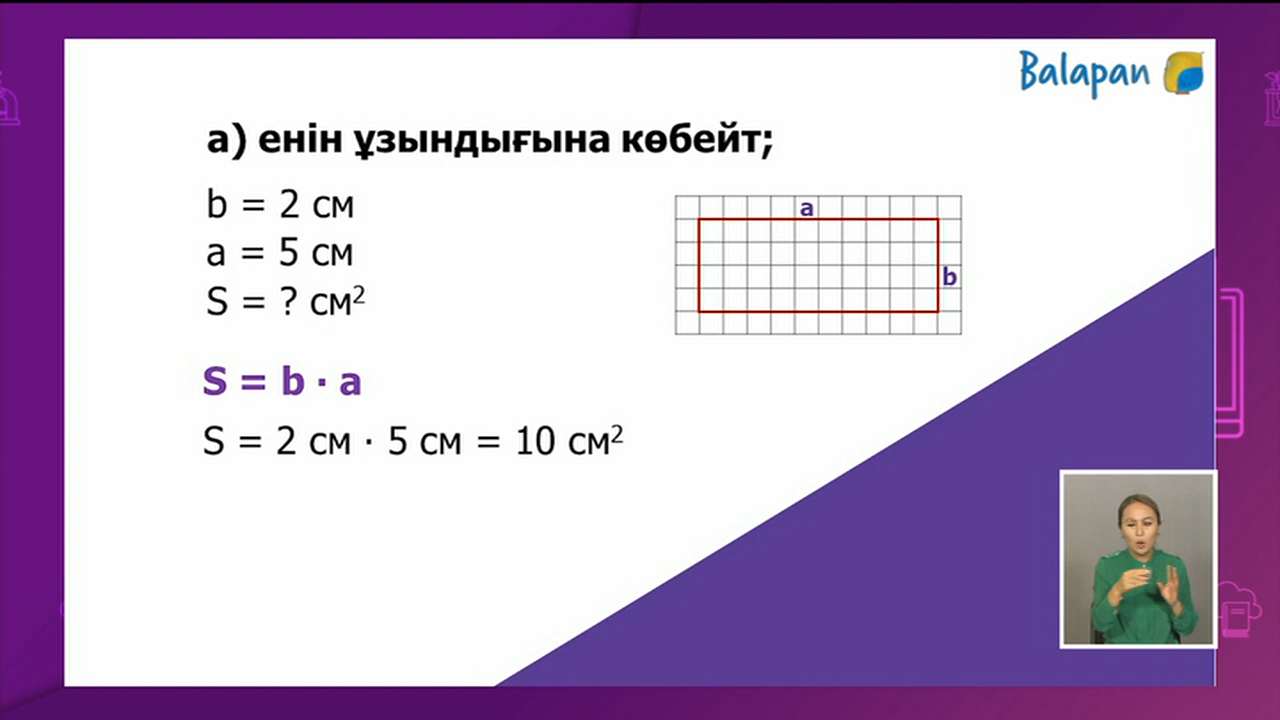 Balapan
а) енін ұзындығына көбейт;
b = 2 см
a = 5 см
S = ? см²
S = b · a
S = 2 см · 5 см = 10 см²
a
b